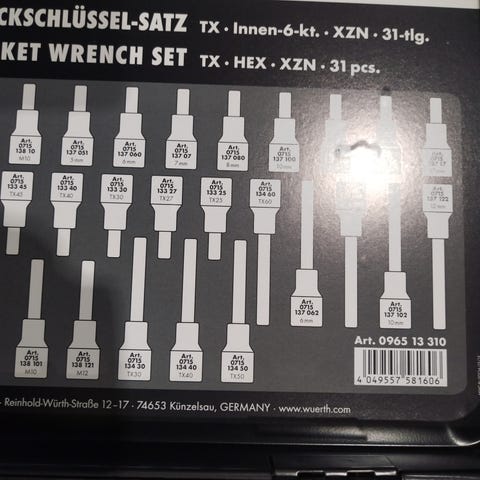 CKSCHLÜSSEL-SATZ TX · Innen-6-kt. · XZN · 31-tlg.
KET WRENCH SET TX · HEX · XZN · 31 pcs.
Art. 0715 138 10 M10
Art. 0715 137 051 5 mm
Art. 0715 137 060 6 mm
Art. 0715 137 07 7 mm
Art. 0715 137 080 8 mm
Art. 0715 137 100 10 mm
Art. 0715 133 45 TX45
Art. 0715 133 40 TX40
Art. 0715 133 30 TX30
Art. 0715 133 27 TX27
Art. 0715 133 25 TX25
Art. 0715 134 60 TX60
137 122 12 mm
Art. 0715 137 062 6 mm
Art. 0715 137 102 10 mm
Art. 0715 138 101 M10
Art. 0715 138 121 M12
Art. 0715 134 30 TX30
Art. 0715 134 40 TX40
Art. 0715 134 50 TX50
Art. 0965 13 310
4 049557 581606
· Reinhold-Würth-Straße 12–17 · 74653 Künzelsau, GERMANY · www.wuerth.com